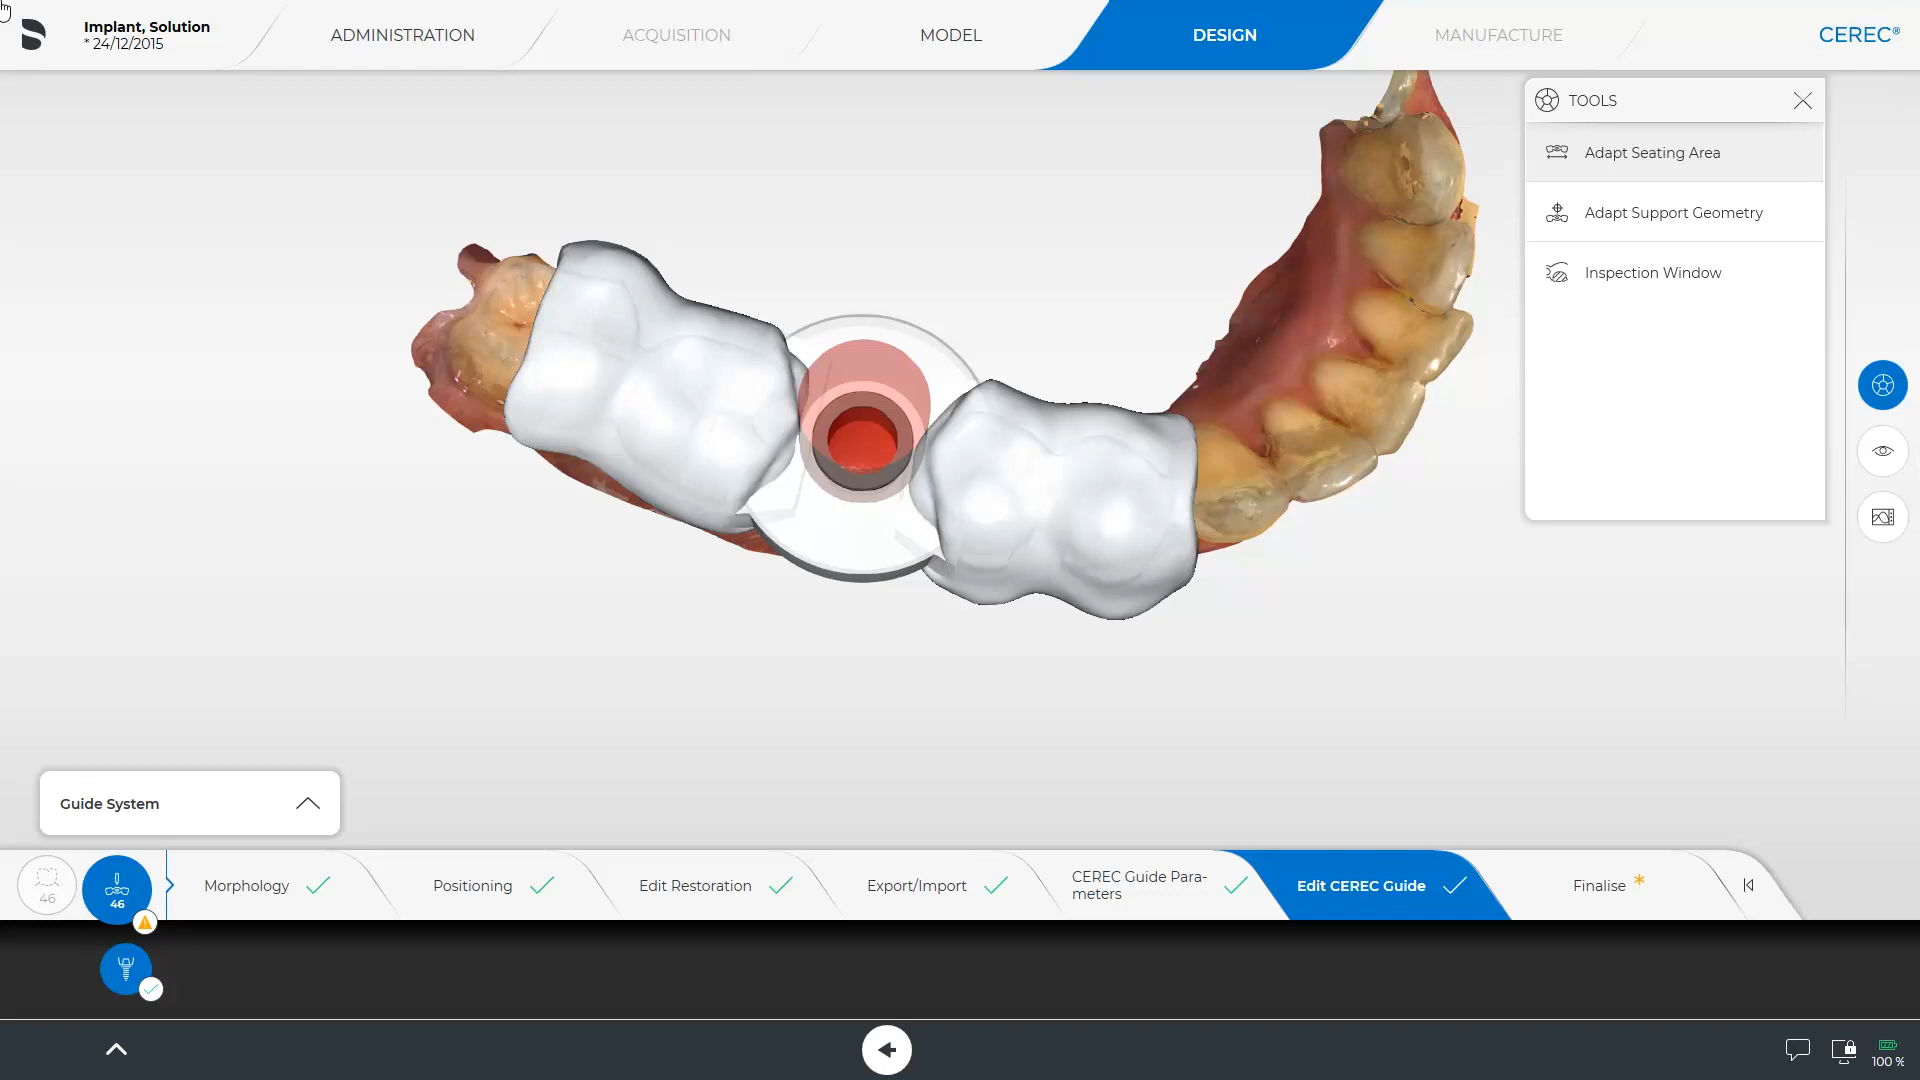 Implant, Solution
* 24/12/2015
ADMINISTRATION
ACQUISITION
MODEL
DESIGN
MANUFACTURE
CEREC®
TOOLS
Adapt Seating Area
Adapt Support Geometry
Inspection Window
Guide System
46
46
Morphology
Positioning
Edit Restoration
Export/Import
CEREC Guide Para-
meters
Edit CEREC Guide
Finalise *
100 %